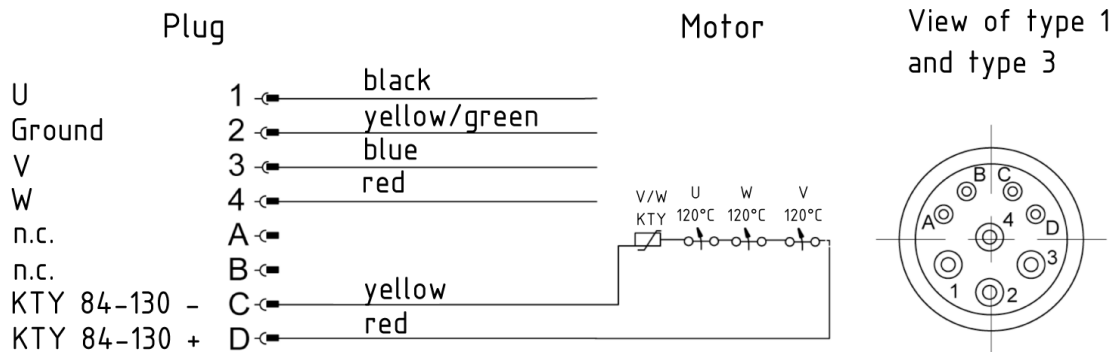 Plug
Motor
View of type 1
and type 3
U 1 black
Ground 2 yellow/green
V 3 blue
W 4 red
n.c. A
n.c. B
KTY 84-130 - C yellow
KTY 84-130 + D red
V/W U W V
KTY 120°C 120°C 120°C
B C
A D
4
1 3
2